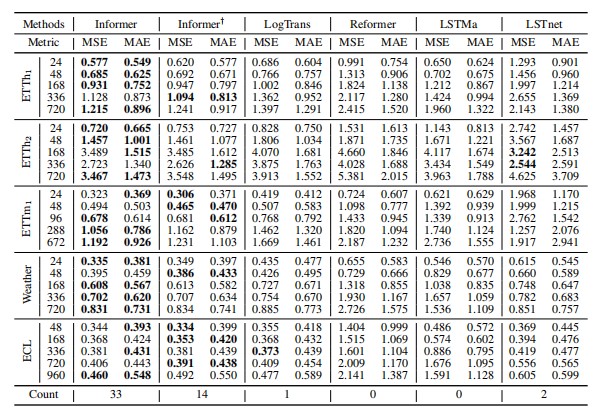 Methods Informer Informer† LogTrans Reformer LSTMa LSTnet
Metric MSE MAE MSE MAE MSE MAE MSE MAE MSE MAE MSE MAE
ETTh₁
24 0.577 0.549 0.620 0.577 0.686 0.604 0.991 0.754 0.650 0.624 1.293 0.901
48 0.685 0.625 0.692 0.671 0.766 0.757 1.313 0.906 0.702 0.675 1.456 0.960
168 0.931 0.752 0.947 0.797 1.002 0.846 1.824 1.138 1.212 0.867 1.997 1.214
336 1.128 0.873 1.094 0.813 1.362 0.952 2.117 1.280 1.424 0.994 2.655 1.369
720 1.215 0.896 1.241 0.917 1.397 1.291 2.415 1.520 1.960 1.322 2.143 1.380
ETTh₂
24 0.720 0.665 0.753 0.727 0.828 0.750 1.531 1.613 1.143 0.813 2.742 1.457
48 1.457 1.001 1.461 1.077 1.806 1.034 1.871 1.735 1.671 1.221 3.567 1.687
168 3.489 1.515 3.485 1.612 4.070 1.681 4.660 1.846 4.117 1.674 3.242 2.513
336 2.723 1.340 2.626 1.285 3.875 1.763 4.028 1.688 3.434 1.549 2.544 2.591
720 3.467 1.473 3.548 1.495 3.913 1.552 5.381 2.015 3.963 1.788 4.625 3.709
ETTm₁
24 0.323 0.369 0.306 0.371 0.419 0.412 0.724 0.607 0.621 0.629 1.968 1.170
48 0.494 0.503 0.465 0.470 0.507 0.583 1.098 0.777 1.392 0.939 1.999 1.215
96 0.678 0.614 0.681 0.612 0.768 0.792 1.433 0.945 1.339 0.913 2.762 1.542
288 1.056 0.786 1.162 0.879 1.462 1.320 1.820 1.094 1.740 1.124 1.257 2.076
672 1.192 0.926 1.231 1.103 1.669 1.461 2.187 1.232 2.736 1.555 1.917 2.941
Weather
24 0.335 0.381 0.349 0.397 0.435 0.477 0.655 0.583 0.546 0.570 0.615 0.545
48 0.395 0.459 0.386 0.433 0.426 0.495 0.729 0.666 0.829 0.677 0.660 0.589
168 0.608 0.567 0.613 0.582 0.727 0.671 1.318 0.855 1.038 0.835 0.748 0.647
336 0.702 0.620 0.707 0.634 0.754 0.670 1.930 1.167 1.657 1.059 0.782 0.683
720 0.831 0.731 0.834 0.741 0.885 0.773 2.726 1.575 1.536 1.109 0.851 0.757
ECL
48 0.344 0.393 0.334 0.399 0.355 0.418 1.404 0.999 0.486 0.572 0.369 0.445
168 0.368 0.424 0.353 0.420 0.368 0.432 1.515 1.069 0.574 0.602 0.394 0.476
336 0.381 0.431 0.381 0.439 0.373 0.439 1.601 1.104 0.886 0.795 0.419 0.477
720 0.406 0.443 0.391 0.438 0.409 0.454 2.009 1.170 1.676 1.095 0.556 0.565
960 0.460 0.548 0.492 0.550 0.477 0.589 2.141 1.387 1.591 1.128 0.605 0.599
Count 33 14 1 0 0 2